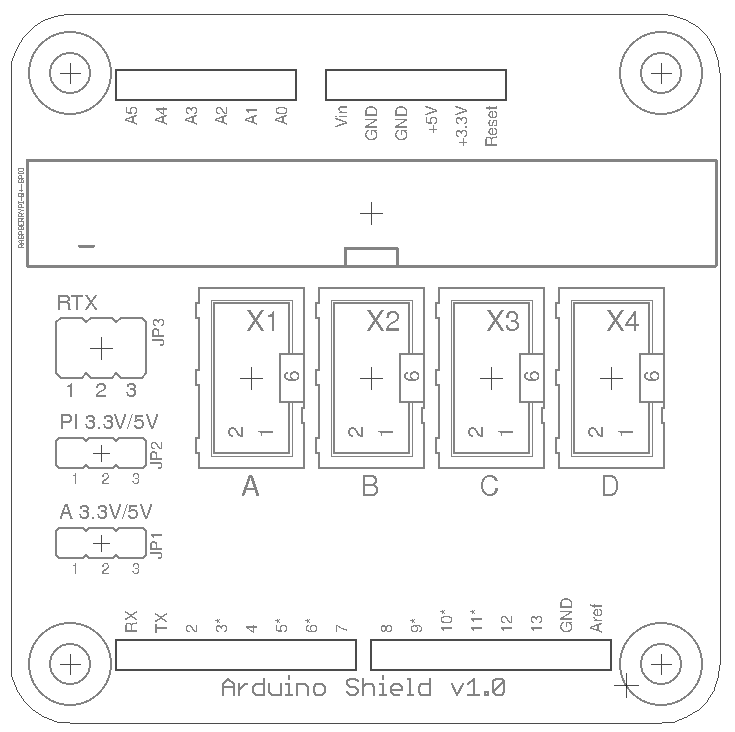 A5 A4 A3 A2 A1 A0 Vin GND GND +5V +3.3V Reset
RASPBERRYPI-B+-GPIO
RTX
JP3
1 2 3
PI 3.3V/5V
JP2
1 2 3
A 3.3V/5V
JP1
1 2 3
X1 X2 X3 X4
6 6 6 6
2 1 2 1 2 1 2 1
A B C D
RX TX 2 3* 4 5* 6* 7 8 9* 10* 11* 12 13 GND Aref
Arduino Shield v1.0